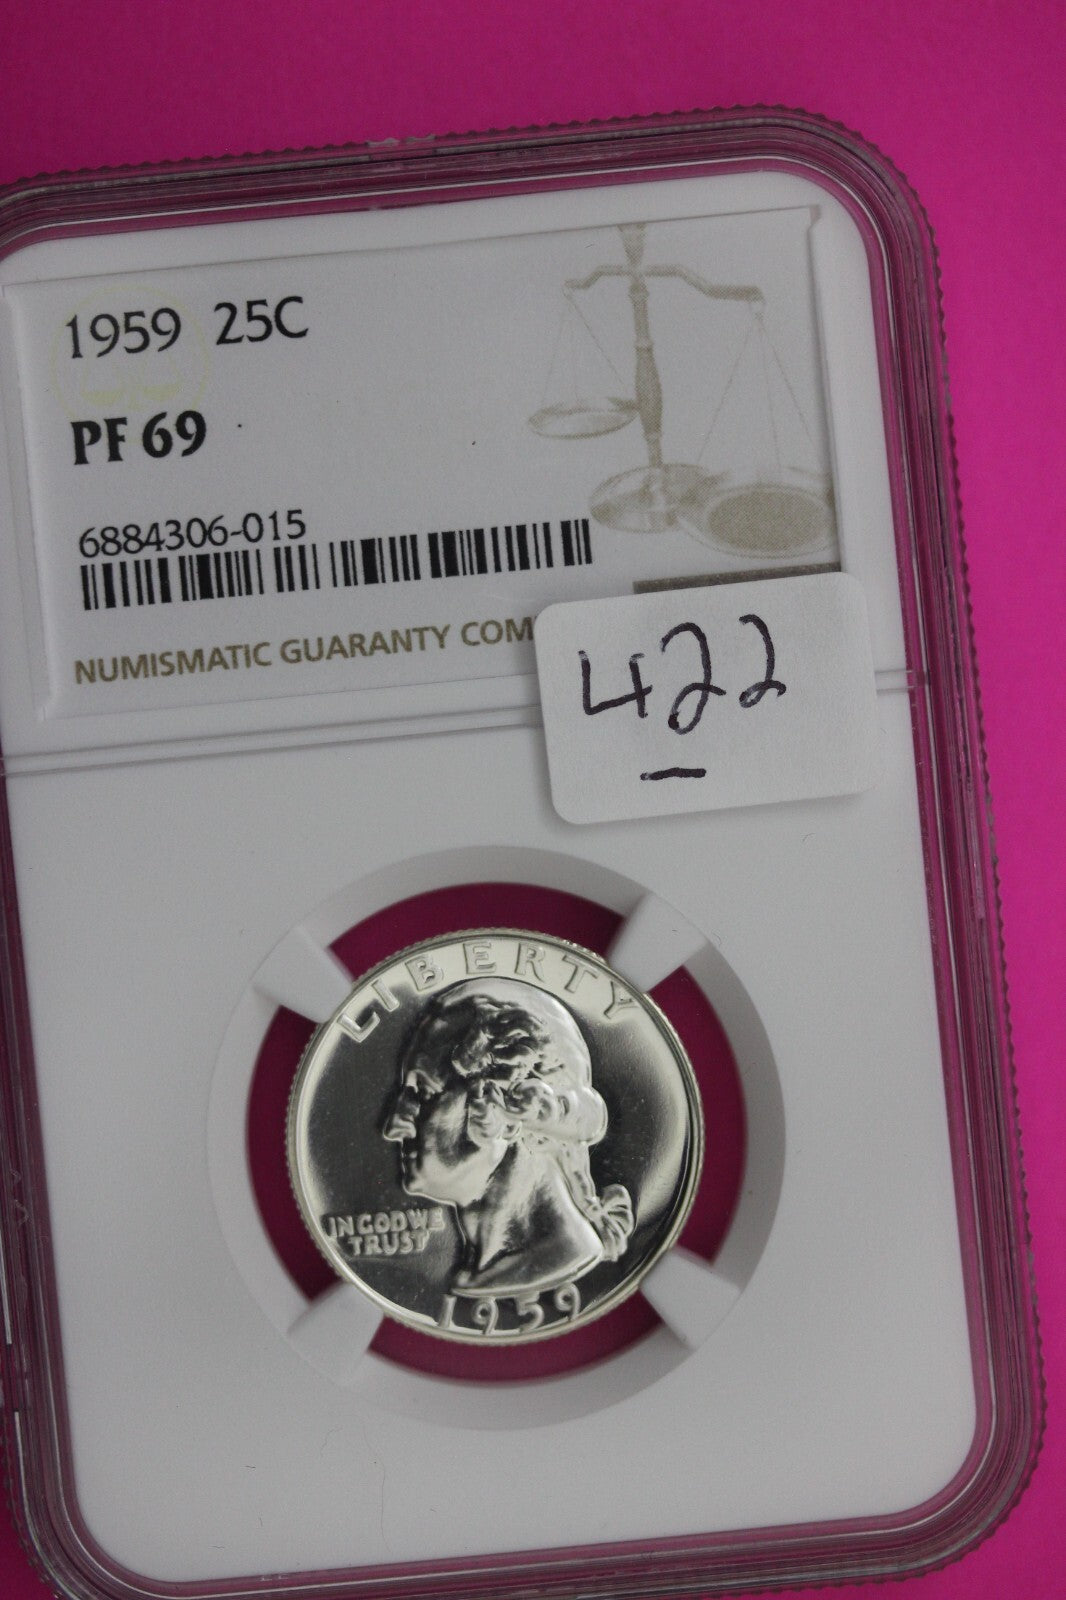 1959 25C
PF 69
6884306-015
NUMISMATIC GUARANTY COM
422
LIBERTY
IN GOD WE
TRUST
1959